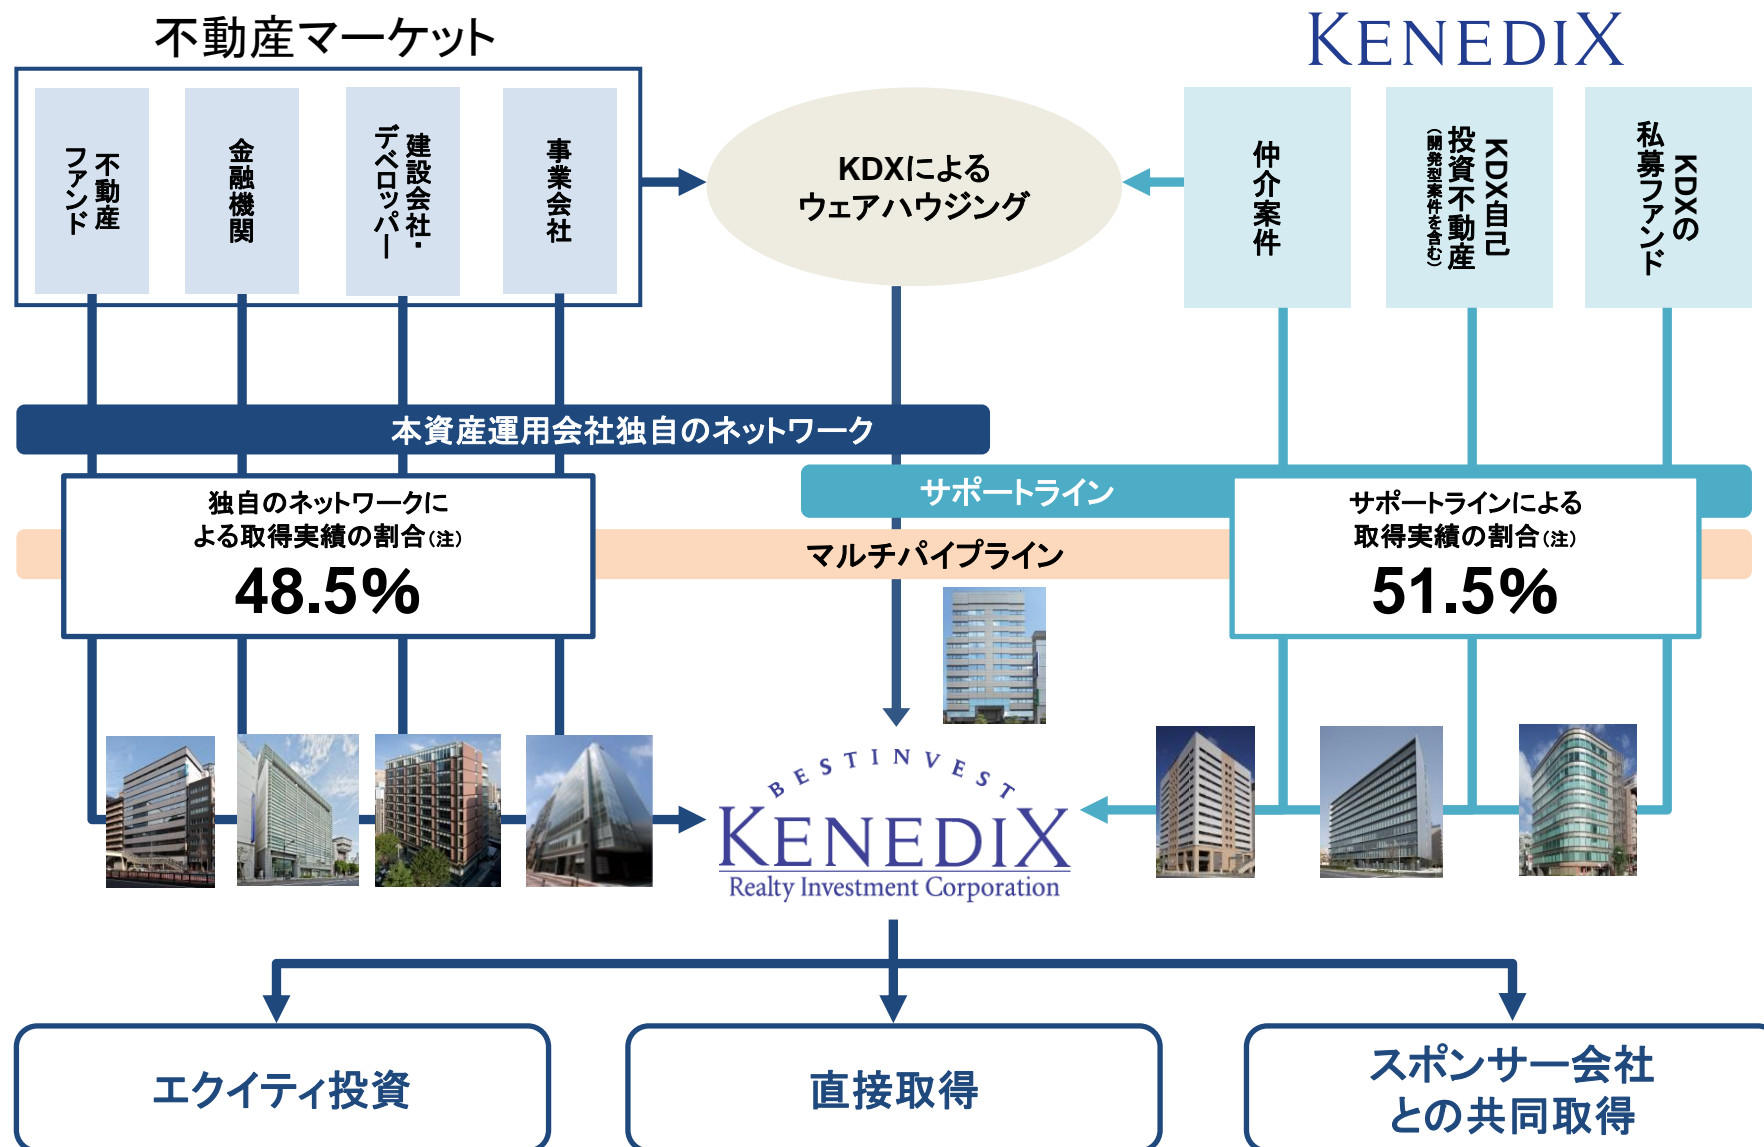 不動産マーケット
KENEDIX
不動産
ファンド
金融機関
建設会社・
デベロッパー
事業会社
KDXによる
ウェアハウジング
仲介案件
KDX自己
投資不動産
(開発型案件を含む)
KDXの
私募ファンド
本資産運用会社独自のネットワーク
サポートライン
独自のネットワークに
よる取得実績の割合(注)
48.5%
マルチパイプライン
サポートラインによる
取得実績の割合(注)
51.5%
BESTINVEST
KENEDIX
Realty Investment Corporation
エクイティ投資
直接取得
スポンサー会社
との共同取得